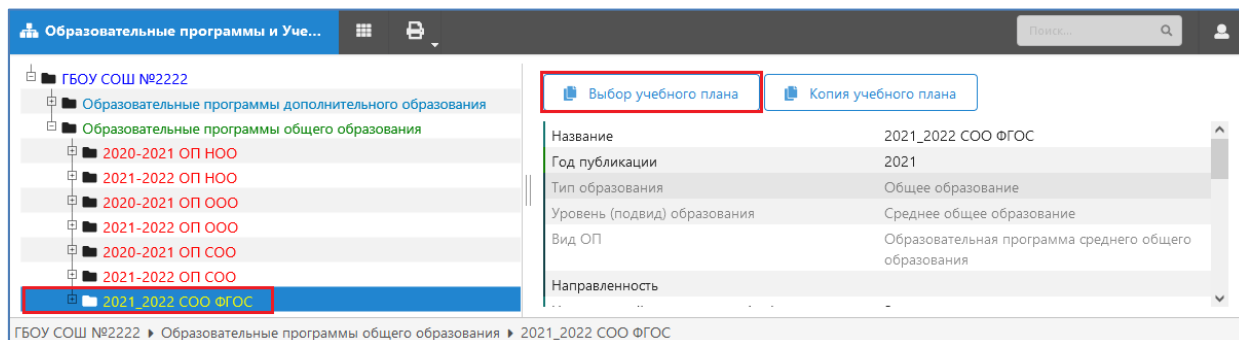 Образовательные программы и Уче...
Поиск...
ГБОУ СОШ №2222
Образовательные программы дополнительного образования
Образовательные программы общего образования
2020-2021 ОП НОО
2021-2022 ОП НОО
2020-2021 ОП ООО
2021-2022 ОП ООО
2020-2021 ОП СОО
2021-2022 ОП СОО
2021_2022 СОО ФГОС
Выбор учебного плана Копия учебного плана
Название 2021_2022 СОО ФГОС
Год публикации 2021
Тип образования Общее образование
Уровень (подвид) образования Среднее общее образование
Вид ОП Образовательная программа среднего общего
образования
Направленность
ГБОУ СОШ №2222 Образовательные программы общего образования 2021_2022 СОО ФГОС